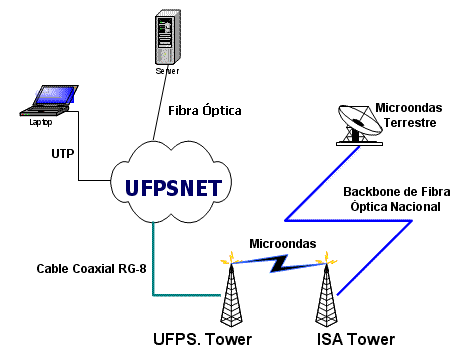 Server
Laptop
Fibra Óptica
Microondas
Terrestre
UTP
UFPSNET
Backbone de Fibra
Óptica Nacional
Microondas
Cable Coaxial RG-8
UFPS. Tower
ISA Tower